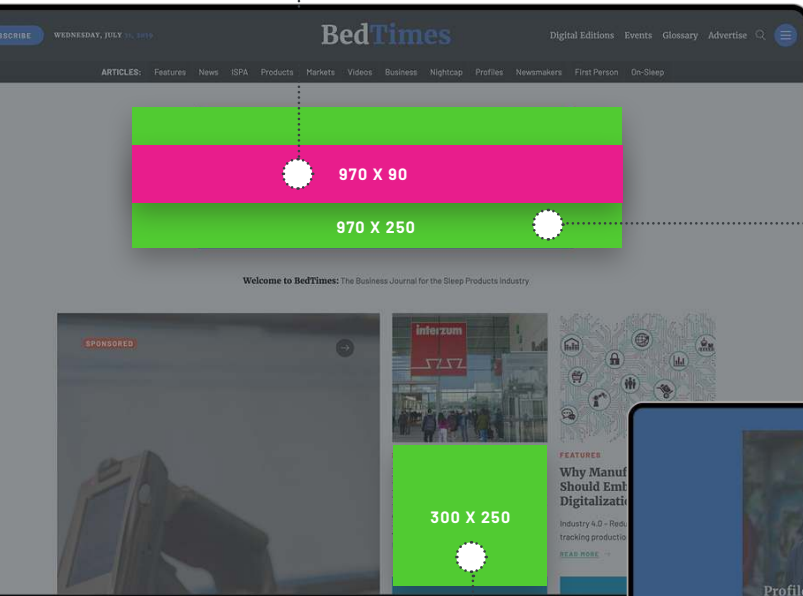 WEDNESDAY, JULY
BedTimes
Digital Editions Events Glossary Advertise
ARTICLES: Features News ISPA Products Markets Videos Business Nightcap Profiles Newsmakers First Person On-Sleep
970 X 90
970 X 250
Welcome to BedTimes: The Business Journal for the Sleep Products Industry
SPONSORED
interzum
FEATURES
Why Manuf
Should Emb
Digitalizati
Industry 4.0 – Redu
tracking productio
READ MORE
300 X 250
Profil